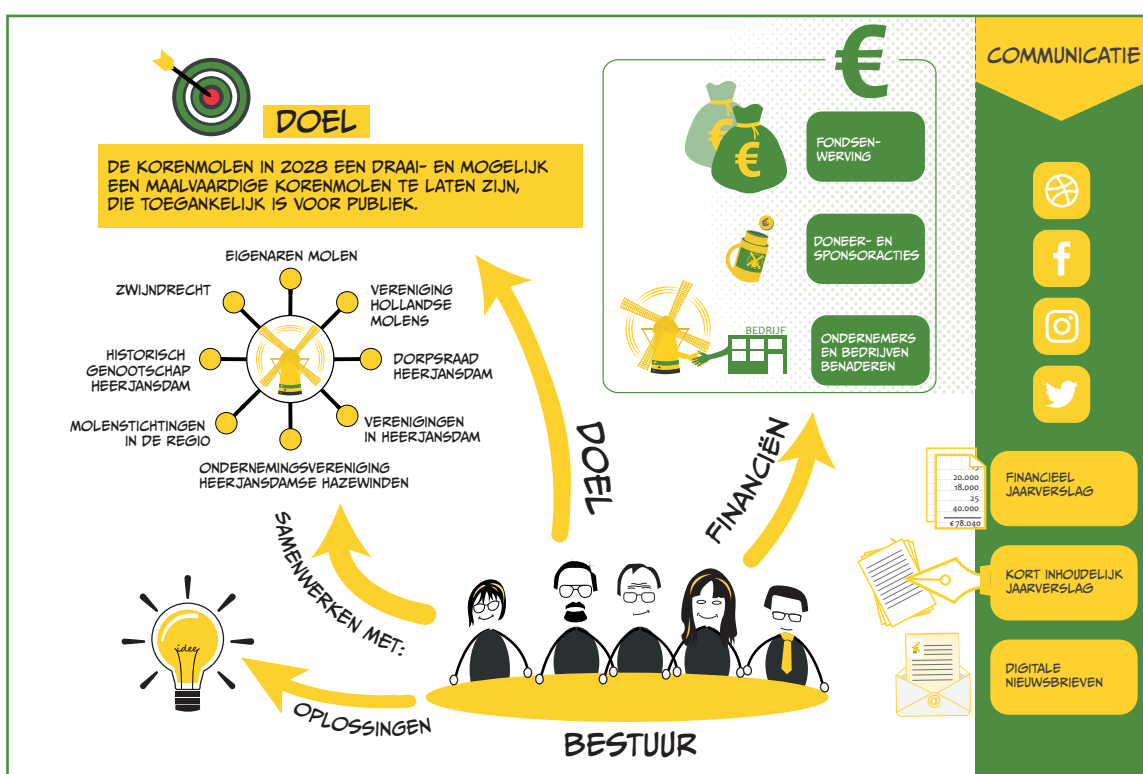 DOEL
DE KORENMOLEN IN 2028 EEN DRAAI- EN MOGELIJK
EEN MAALVAARDIGE KORENMOLEN TE LATEN ZIJN,
DIE TOEGANKELIJK IS VOOR PUBLIEK.
EIGENAREN MOLEN
ZWIJNDRECHT
VERENIGING
HOLLANDSE
MOLENS
HISTORISCH
GENOOTSCHAP
HEERJANSDAM
DORPSRAAD
HEERJANSDAM
MOLENSTICHTINGEN
IN DE REGIO
VERENIGINGEN
IN HEERJANSDAM
ONDERNEMINGSVERENIGING
HEERJANSDAMSE HAZEWINDEN
SAMENWERKEN MET:
DOEL
FINANCIËN
OPLOSSINGEN
idee
BESTUUR
€
€
€
€
FONDSEN-
WERVING
DONEER- EN
SPONSORACTIES
BEDRIJF
ONDERNEMERS
EN BEDRIJVEN
BENADEREN
COMMUNICATIE
20.000
18.000
25
40.000
€ 78.040
FINANCIEEL
JAARVERSLAG
KORT INHOUDELIJK
JAARVERSLAG
@
DIGITALE
NIEUWSBRIEVEN